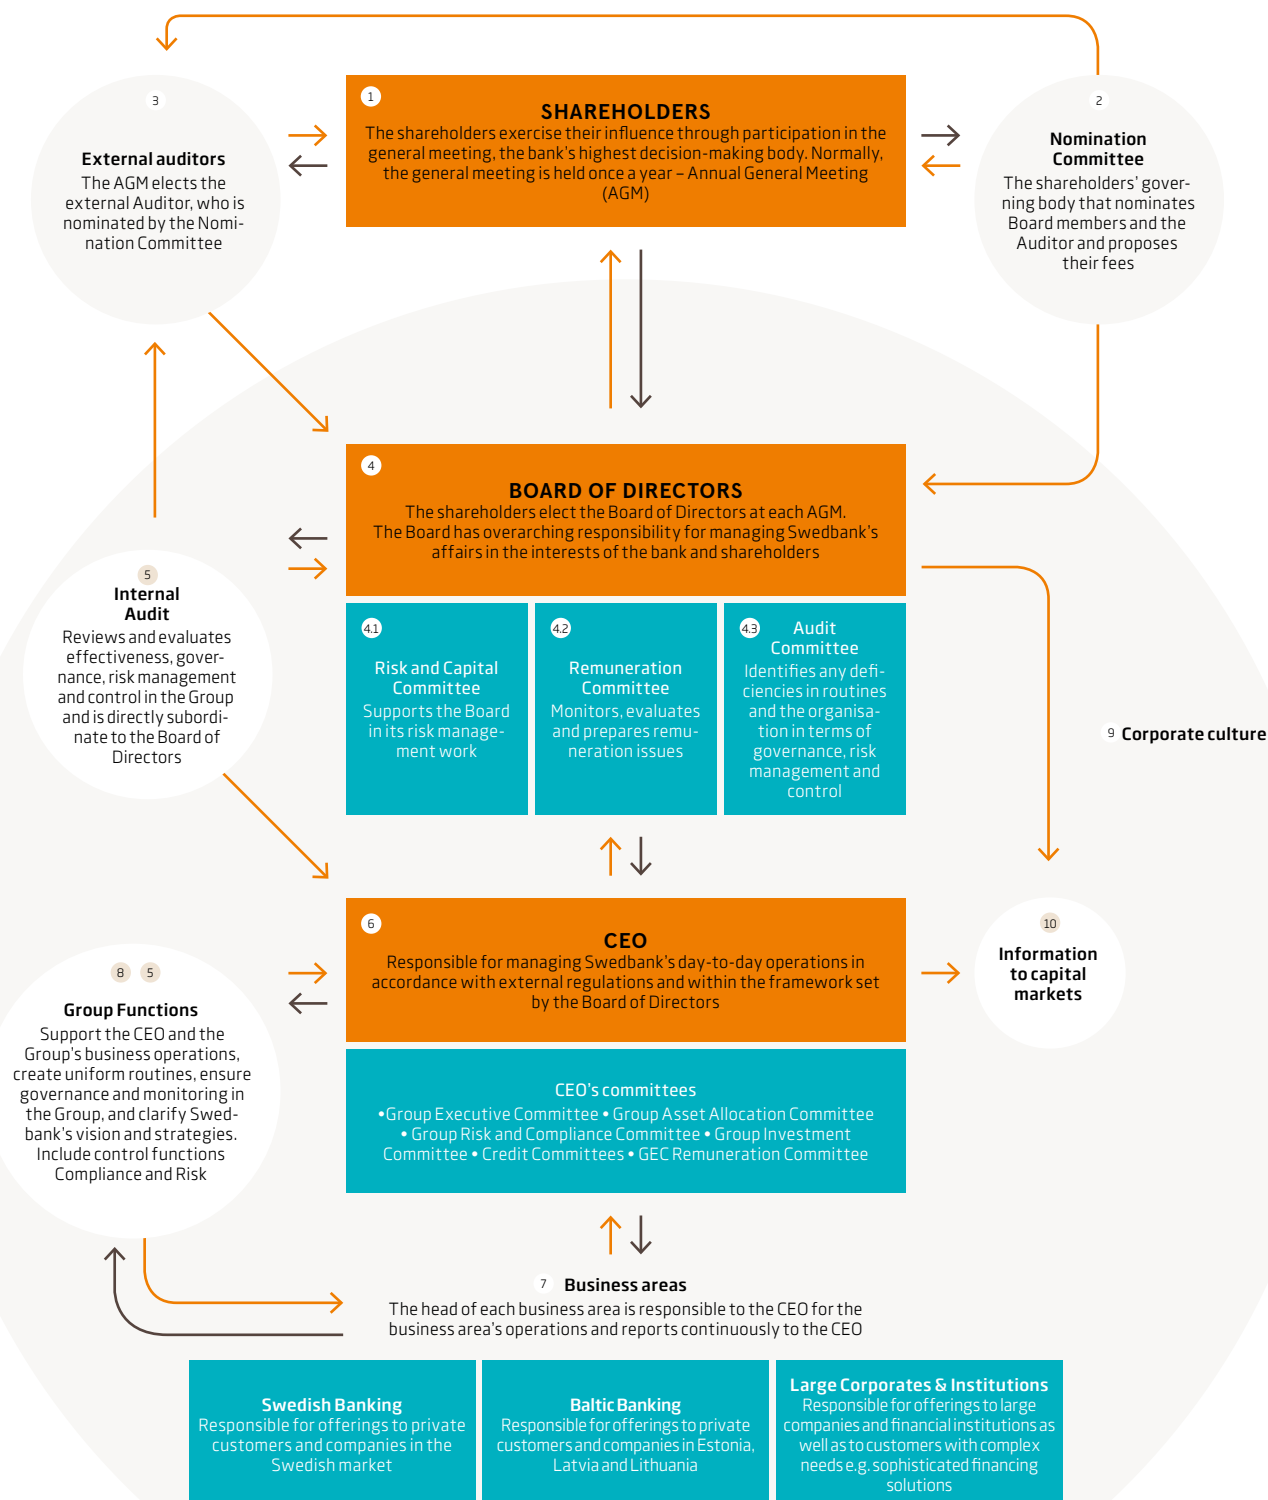 3
External auditors
The AGM elects the
external Auditor, who is
nominated by the Nomi-
nation Committee
1
SHAREHOLDERS
The shareholders exercise their influence through participation in the
general meeting, the bank's highest decision-making body. Normally,
the general meeting is held once a year – Annual General Meeting
(AGM)
2
Nomination
Committee
The shareholders' gover-
ning body that nominates
Board members and the
Auditor and proposes
their fees
4
BOARD OF DIRECTORS
The shareholders elect the Board of Directors at each AGM.
The Board has overarching responsibility for managing Swedbank's
affairs in the interests of the bank and shareholders
5
Internal
Audit
Reviews and evaluates
effectiveness, gover-
nance, risk management
and control in the Group
and is directly subordi-
nate to the Board of
Directors
4.1
Risk and Capital
Committee
Supports the Board
in its risk manage-
ment work
4.2
Remuneration
Committee
Monitors, evaluates
and prepares remu-
neration issues
4.3
Audit
Committee
Identifies any defi-
ciencies in routines
and the organisa-
tion in terms of
governance, risk
management and
control
9 Corporate culture
6
CEO
Responsible for managing Swedbank's day-to-day operations in
accordance with external regulations and within the framework set
by the Board of Directors
10
Information
to capital
markets
8 5
Group Functions
Support the CEO and the
Group's business operations,
create uniform routines, ensure
governance and monitoring in
the Group, and clarify Swed-
bank's vision and strategies.
Include control functions
Compliance and Risk
CEO's committees
•Group Executive Committee • Group Asset Allocation Committee
• Group Risk and Compliance Committee • Group Investment
Committee • Credit Committees • GEC Remuneration Committee
7 Business areas
The head of each business area is responsible to the CEO for the
business area's operations and reports continuously to the CEO
Swedish Banking
Responsible for offerings to private
customers and companies in the
Swedish market
Baltic Banking
Responsible for offerings to private
customers and companies in Estonia,
Latvia and Lithuania
Large Corporates & Institutions
Responsible for offerings to large
companies and financial institutions as
well as to customers with complex
needs e.g. sophisticated financing
solutions